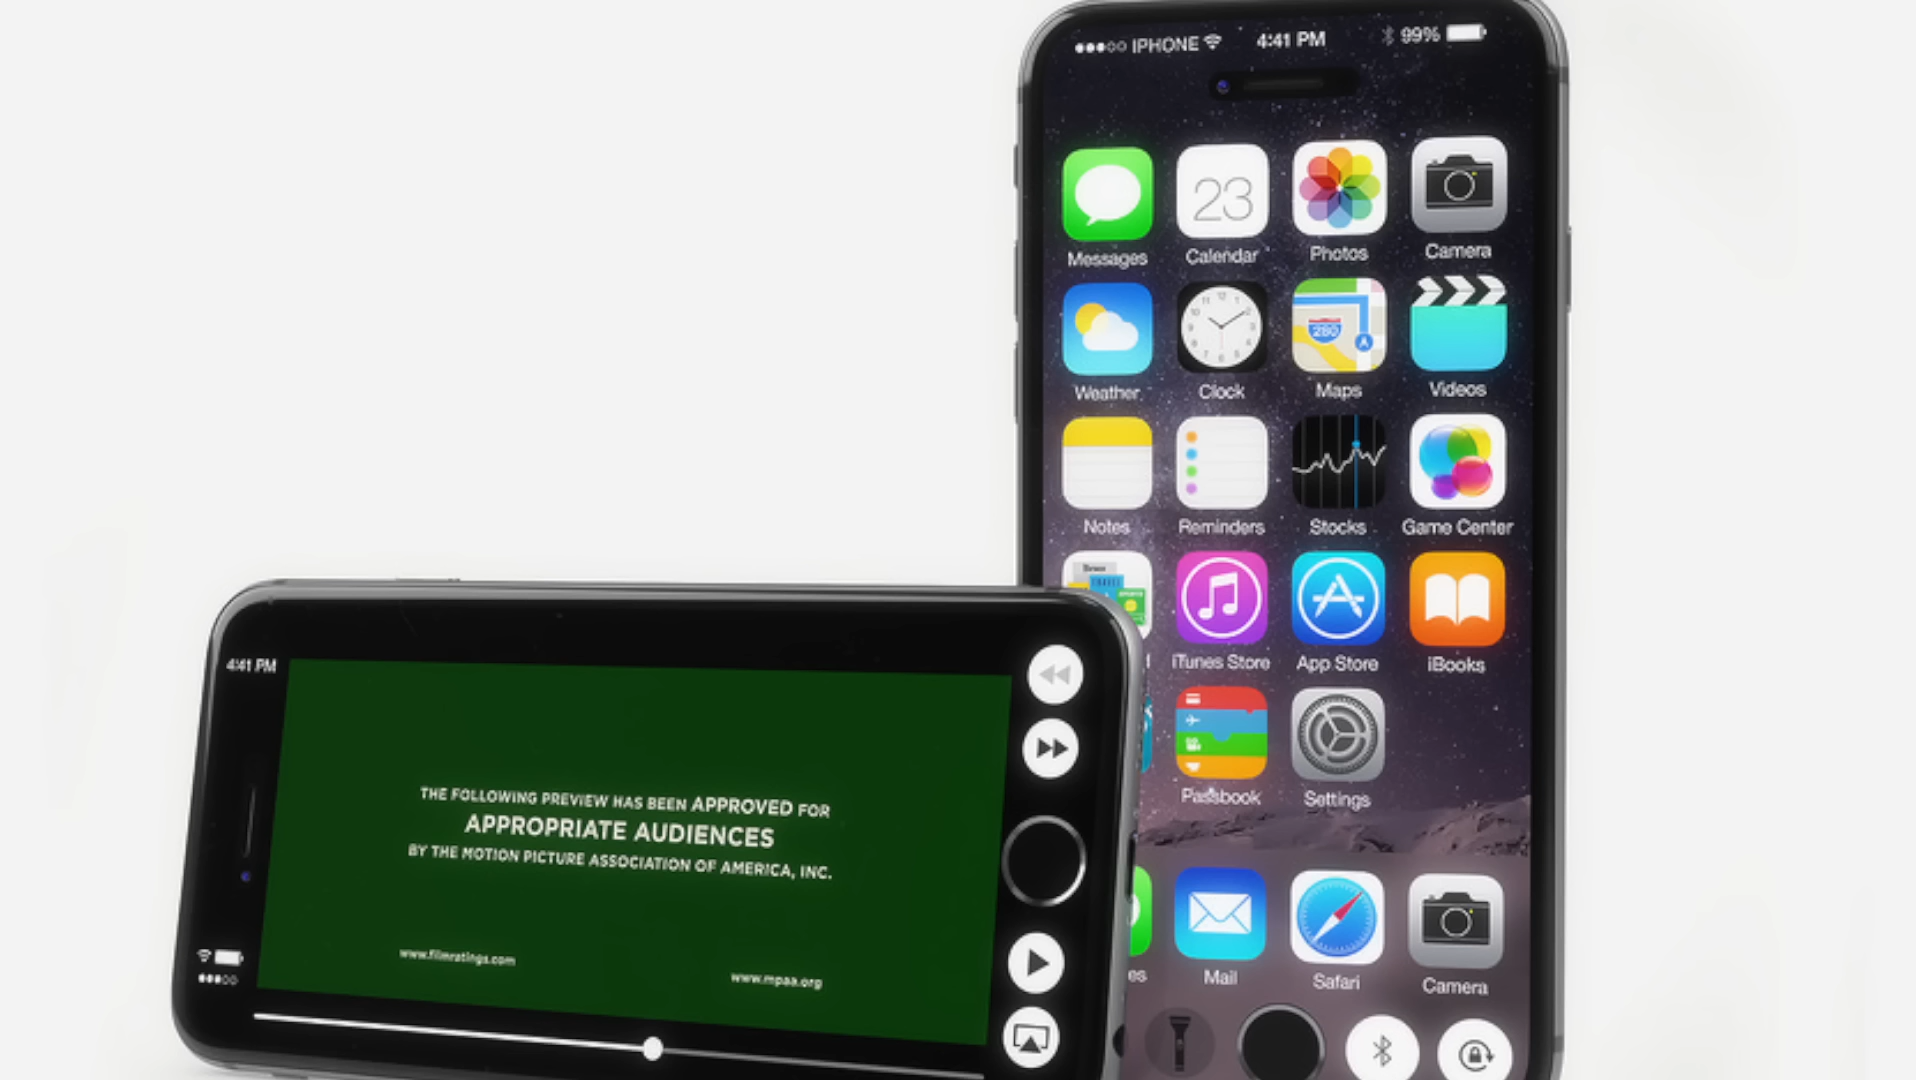 IPHONE 4:41 PM 99%
23
Messages Calendar Photos Camera
280
Weather Clock Maps Videos
Notes Reminders Stocks Game Center
TRAVEL
iTunes Store App Store iBooks
Passbook Settings
es Mail Safari Camera
4:41 PM
THE FOLLOWING PREVIEW HAS BEEN APPROVED FOR
APPROPRIATE AUDIENCES
BY THE MOTION PICTURE ASSOCIATION OF AMERICA, INC.
www.filmratings.com
www.mpaa.org